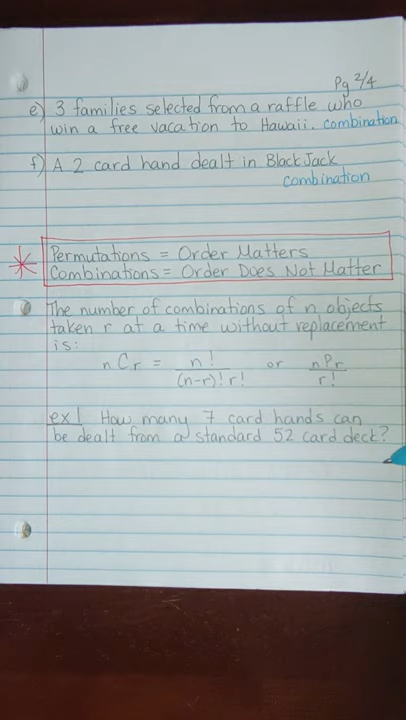 Pg 2/4
e) 3 families selected from a raffle who
win a free vacation to Hawaii. combination
f) A 2 card hand dealt in BlackJack
combination
Permutations = Order Matters
Combinations = Order Does Not Matter
The number of combinations of n objects
taken r at a time without replacement
is:
nCr = n!/(n-r)! r! or nPr/r!
ex1 How many 7 card hands can
be dealt from a standard 52 card deck?